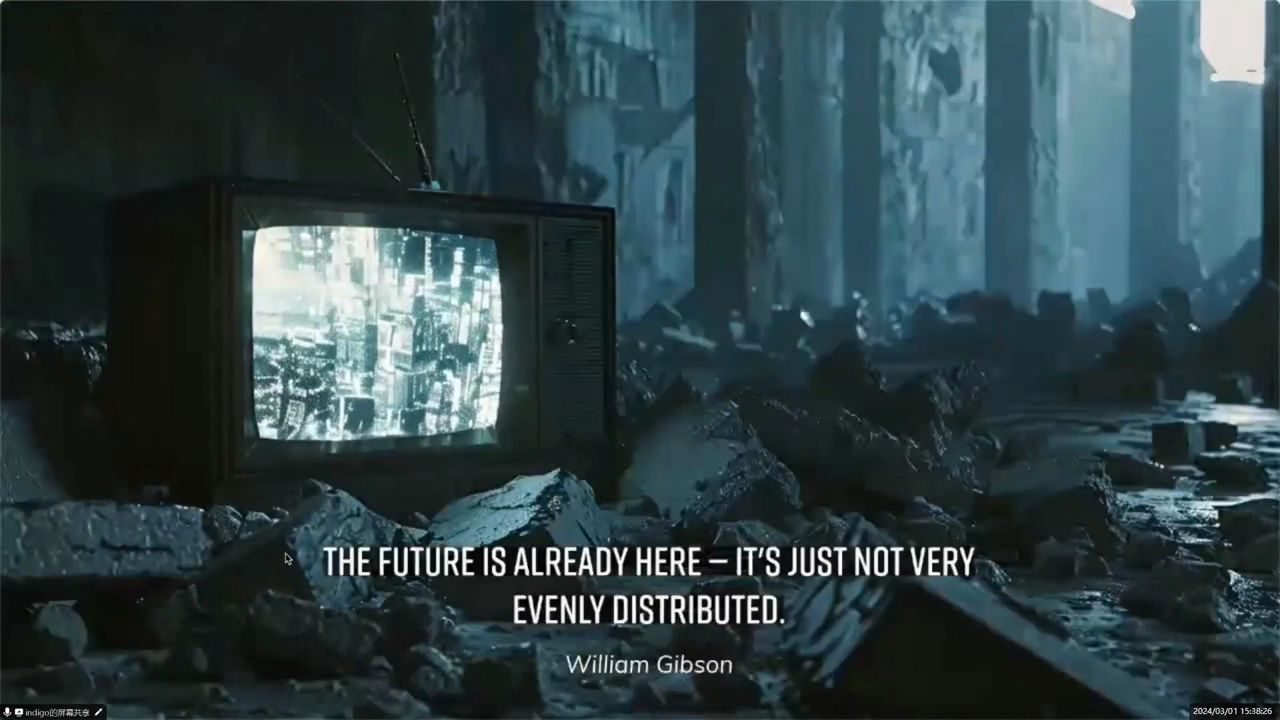 THE FUTURE IS ALREADY HERE – IT'S JUST NOT VERY
EVENLY DISTRIBUTED.
William Gibson
indigo的屏幕共享
2024/03/01 15:38:26